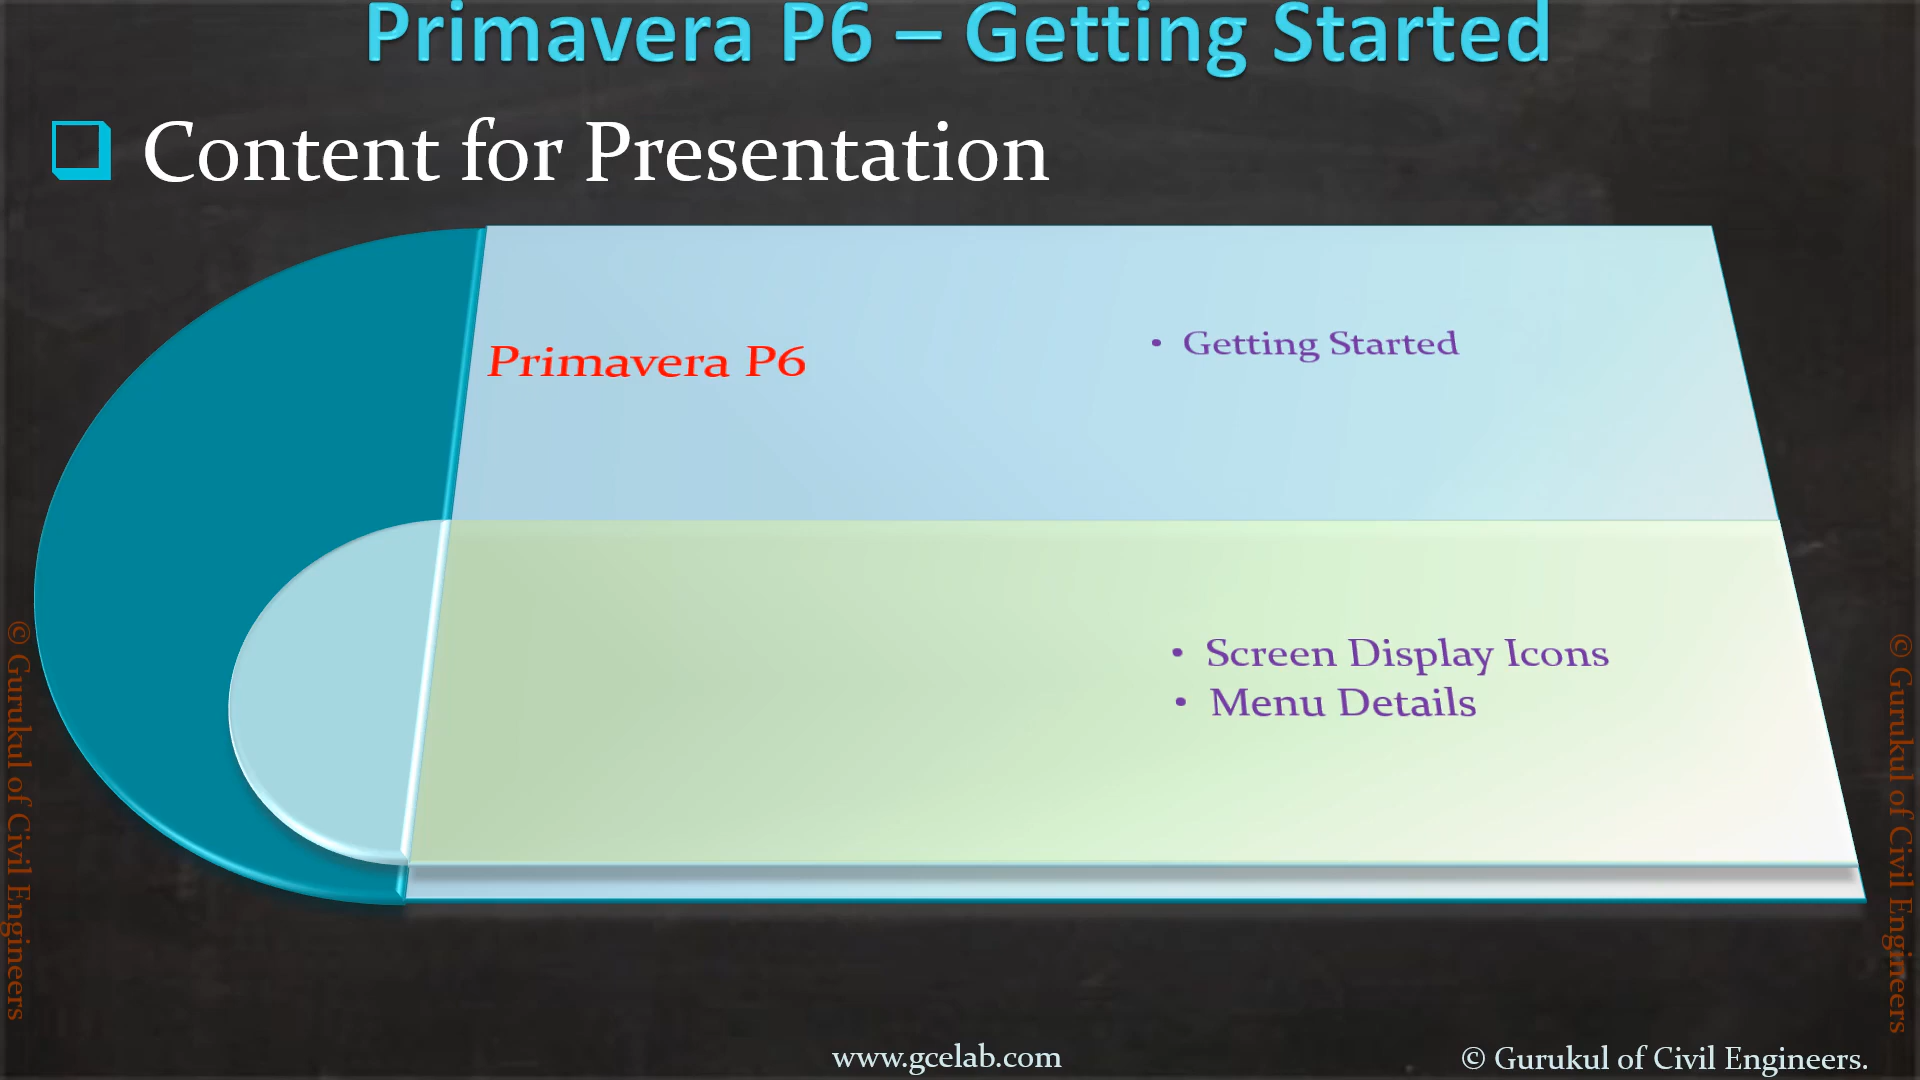 Primavera P6 – Getting Started
Content for Presentation
Primavera P6
• Getting Started
• Screen Display Icons
• Menu Details
© Gurukul of Civil Engineers
© Gurukul of Civil Engineers
www.gcelab.com
© Gurukul of Civil Engineers.